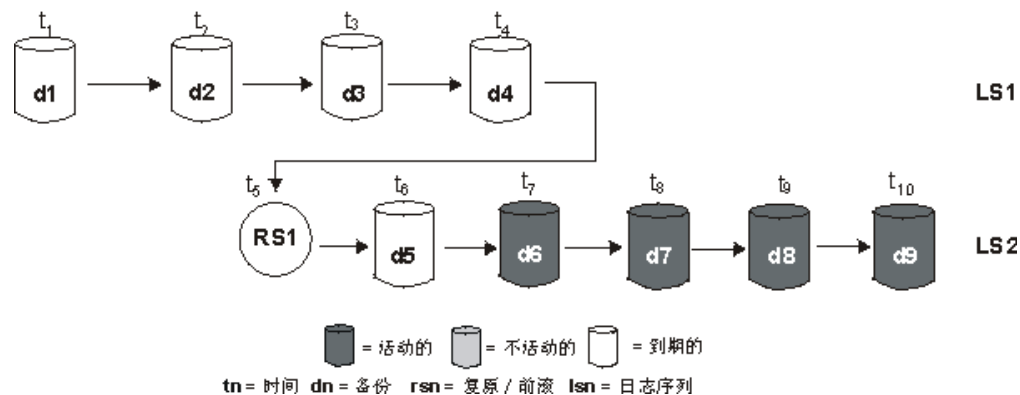 t1 t2 t3 t4
d1 d2 d3 d4 LS1
t5 t6 t7 t8 t9 t10
RS1 d5 d6 d7 d8 d9 LS2
= 活动的 = 不活动的 = 到期的
tn = 时间 dn = 备份 rsn = 复原 / 前滚 lsn = 日志序列